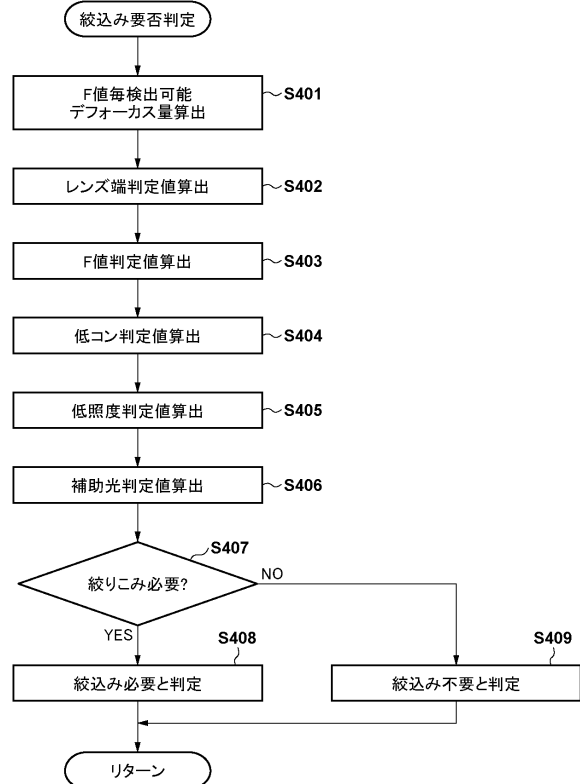 絞込み要否判定
F値毎検出可能
デフォーカス量算出
S401
レンズ端判定値算出
S402
F値判定値算出
S403
低コン判定値算出
S404
低照度判定値算出
S405
補助光判定値算出
S406
S407
絞りこみ必要?
NO
YES
S408
絞込み必要と判定
S409
絞込み不要と判定
リターン